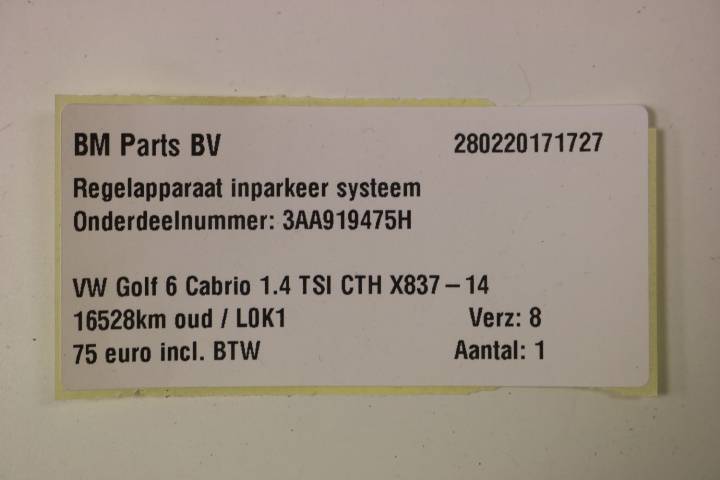 BM Parts BV 280220171727
Regelapparaat inparkeer systeem
Onderdeelnummer: 3AA919475H
VW Golf 6 Cabrio 1.4 TSI CTH X837-14
16528km oud / L0K1 Verz: 8
75 euro incl. BTW Aantal: 1